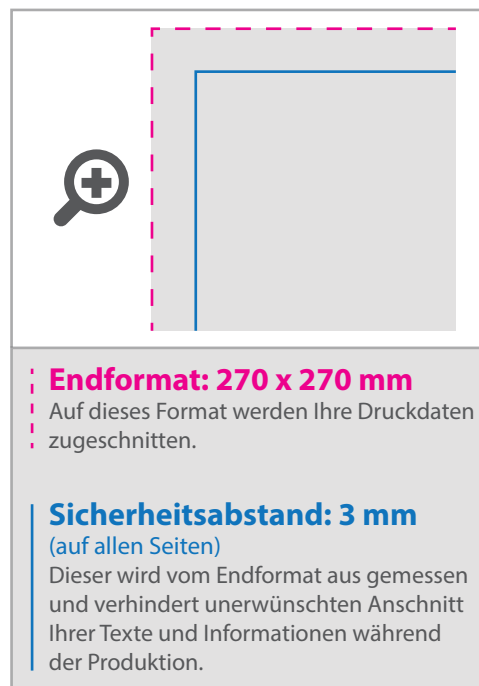 Endformat: 270 x 270 mm
Auf dieses Format werden Ihre Druckdaten
zugeschnitten.
Sicherheitsabstand: 3 mm
(auf allen Seiten)
Dieser wird vom Endformat aus gemessen
und verhindert unerwünschten Anschnitt
Ihrer Texte und Informationen während
der Produktion.